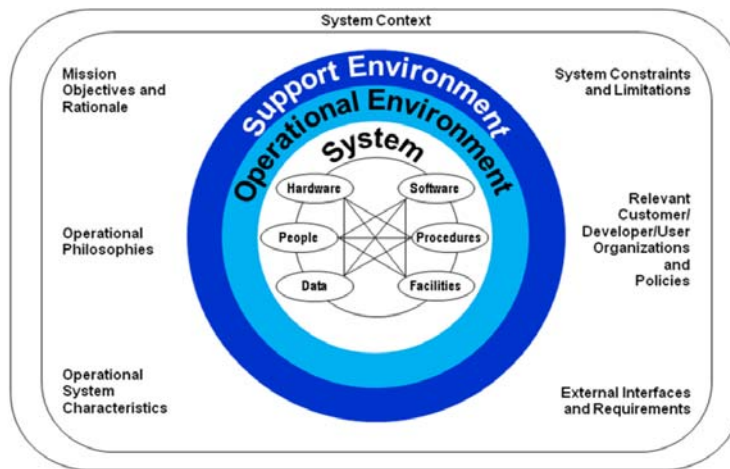 System Context
Mission
Objectives and
Rationale
System Constraints
and Limitations
Support Environment
Operational Environment
System
Hardware
Software
People
Procedures
Data
Facilities
Operational
Philosophies
Relevant
Customer/
Developer/User
Organizations
and
Policies
Operational
System
Characteristics
External Interfaces
and Requirements